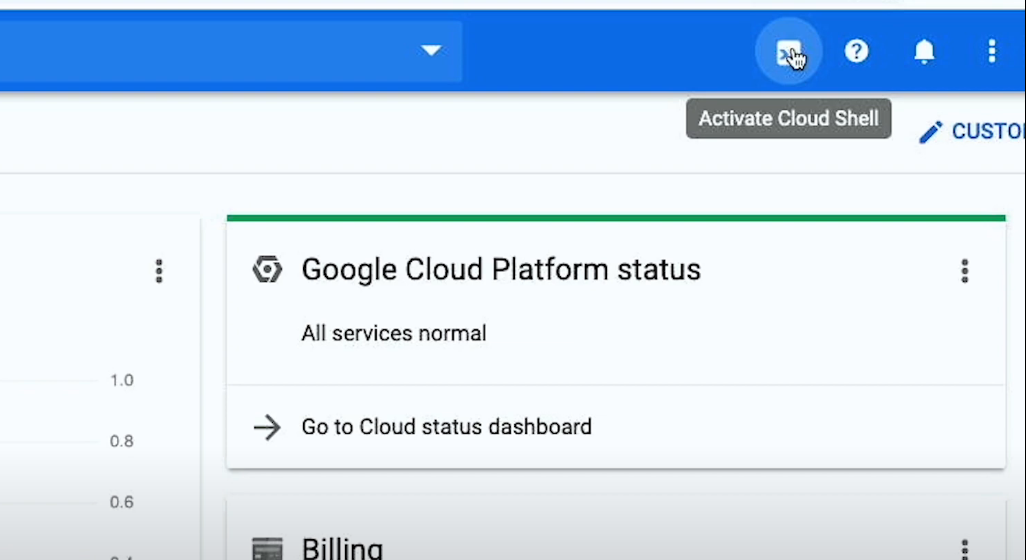 Activate Cloud Shell
CUSTO
Google Cloud Platform status
All services normal
1.0
Go to Cloud status dashboard
0.8
0.6
Billing